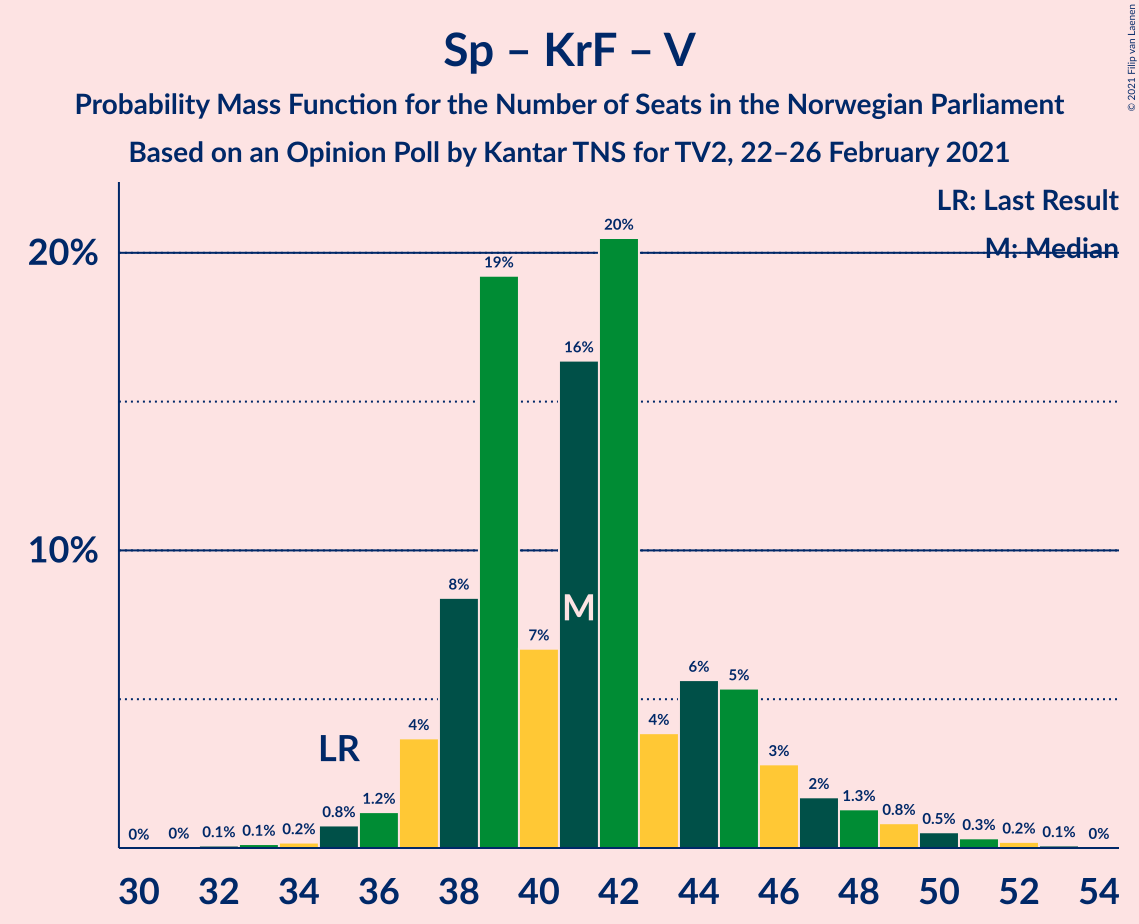 Sp – KrF – V
Probability Mass Function for the Number of Seats in the Norwegian Parliament
Based on an Opinion Poll by Kantar TNS for TV2, 22–26 February 2021
© 2021 Filip van Laenen
LR: Last Result
M: Median
20%
10%
0% 0% 0.1% 0.1% 0.2% 0.8% 1.2% 4% 8% 19% 7% 16% 20% 4% 6% 5% 3% 2% 1.3% 0.8% 0.5% 0.3% 0.2% 0.1% 0%
LR
M
30 32 34 36 38 40 42 44 46 48 50 52 54